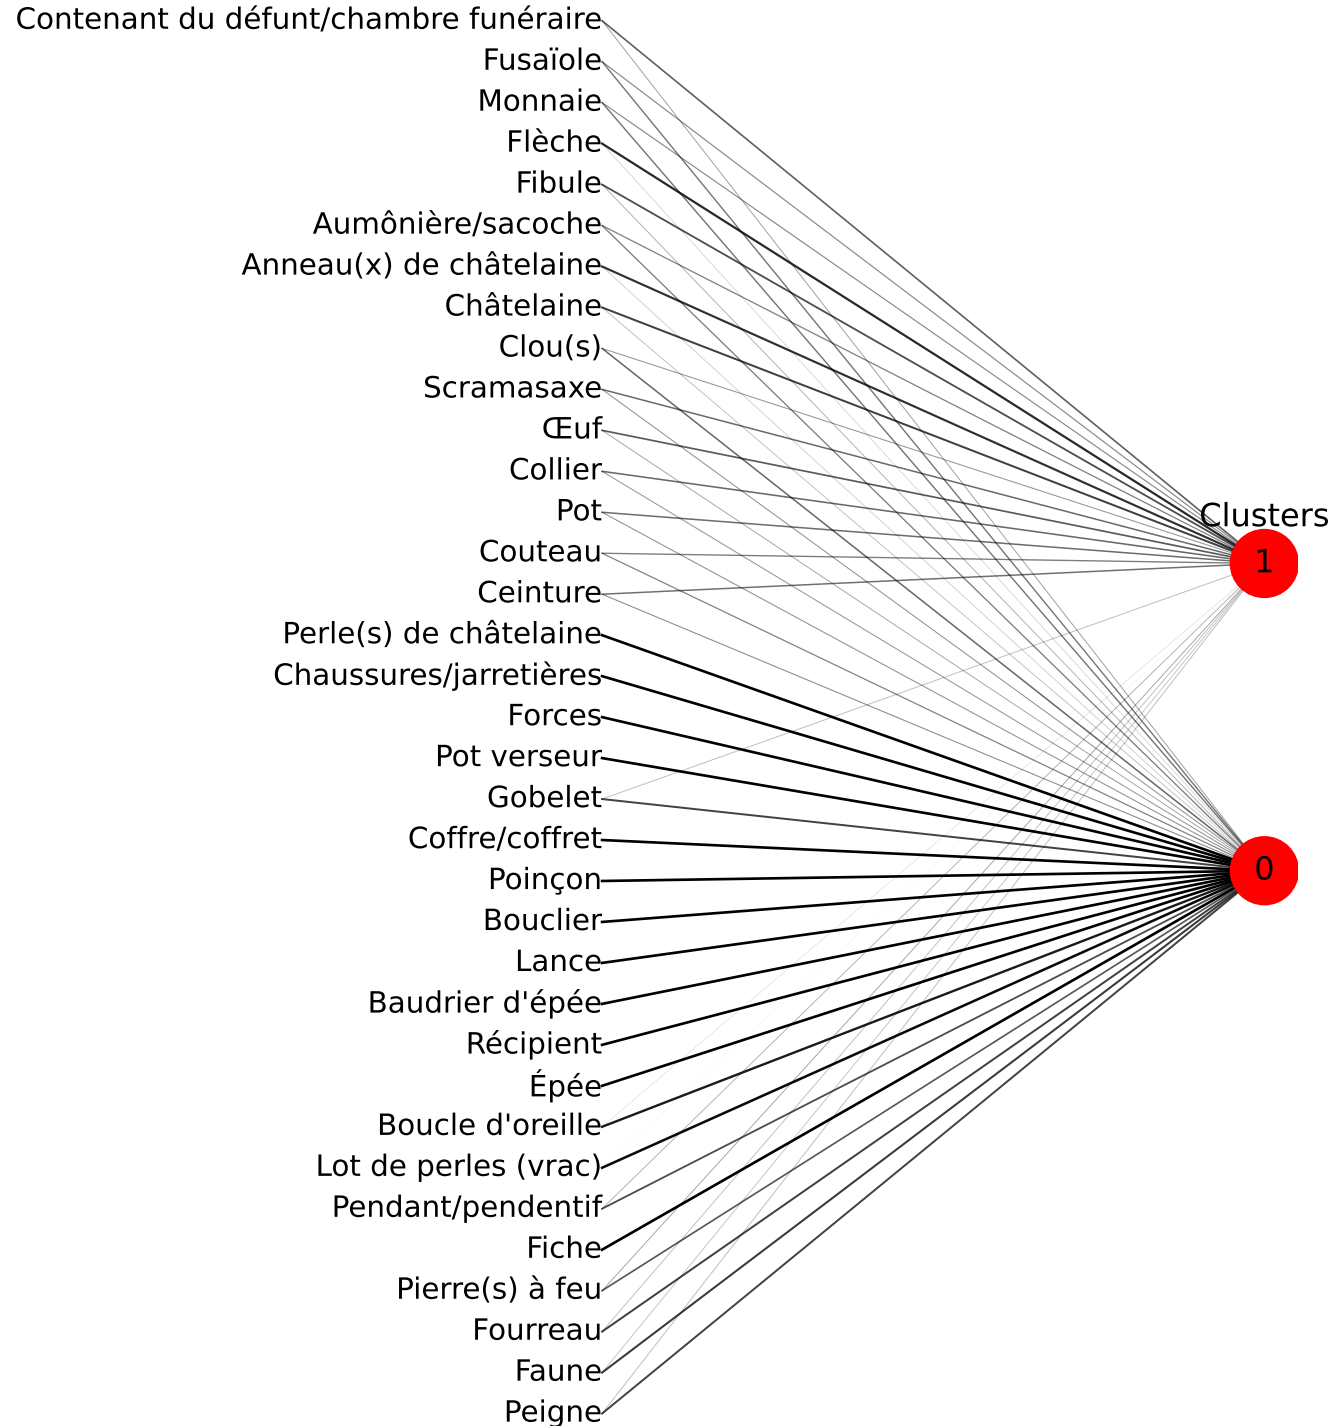 Contenant du défunt/chambre funéraire
Fusaïole
Monnaie
Flèche
Fibule
Aumônière/sacoche
Anneau(x) de châtelaine
Châtelaine
Clou(s)
Scramasaxe
Œuf
Collier
Pot
Couteau
Ceinture
Perle(s) de châtelaine
Chaussures/jarretières
Forces
Pot verseur
Gobelet
Coffre/coffret
Poinçon
Bouclier
Lance
Baudrier d'épée
Récipient
Épée
Boucle d'oreille
Lot de perles (vrac)
Pendant/pendentif
Fiche
Pierre(s) à feu
Fourreau
Faune
Peigne
Clusters
1
0